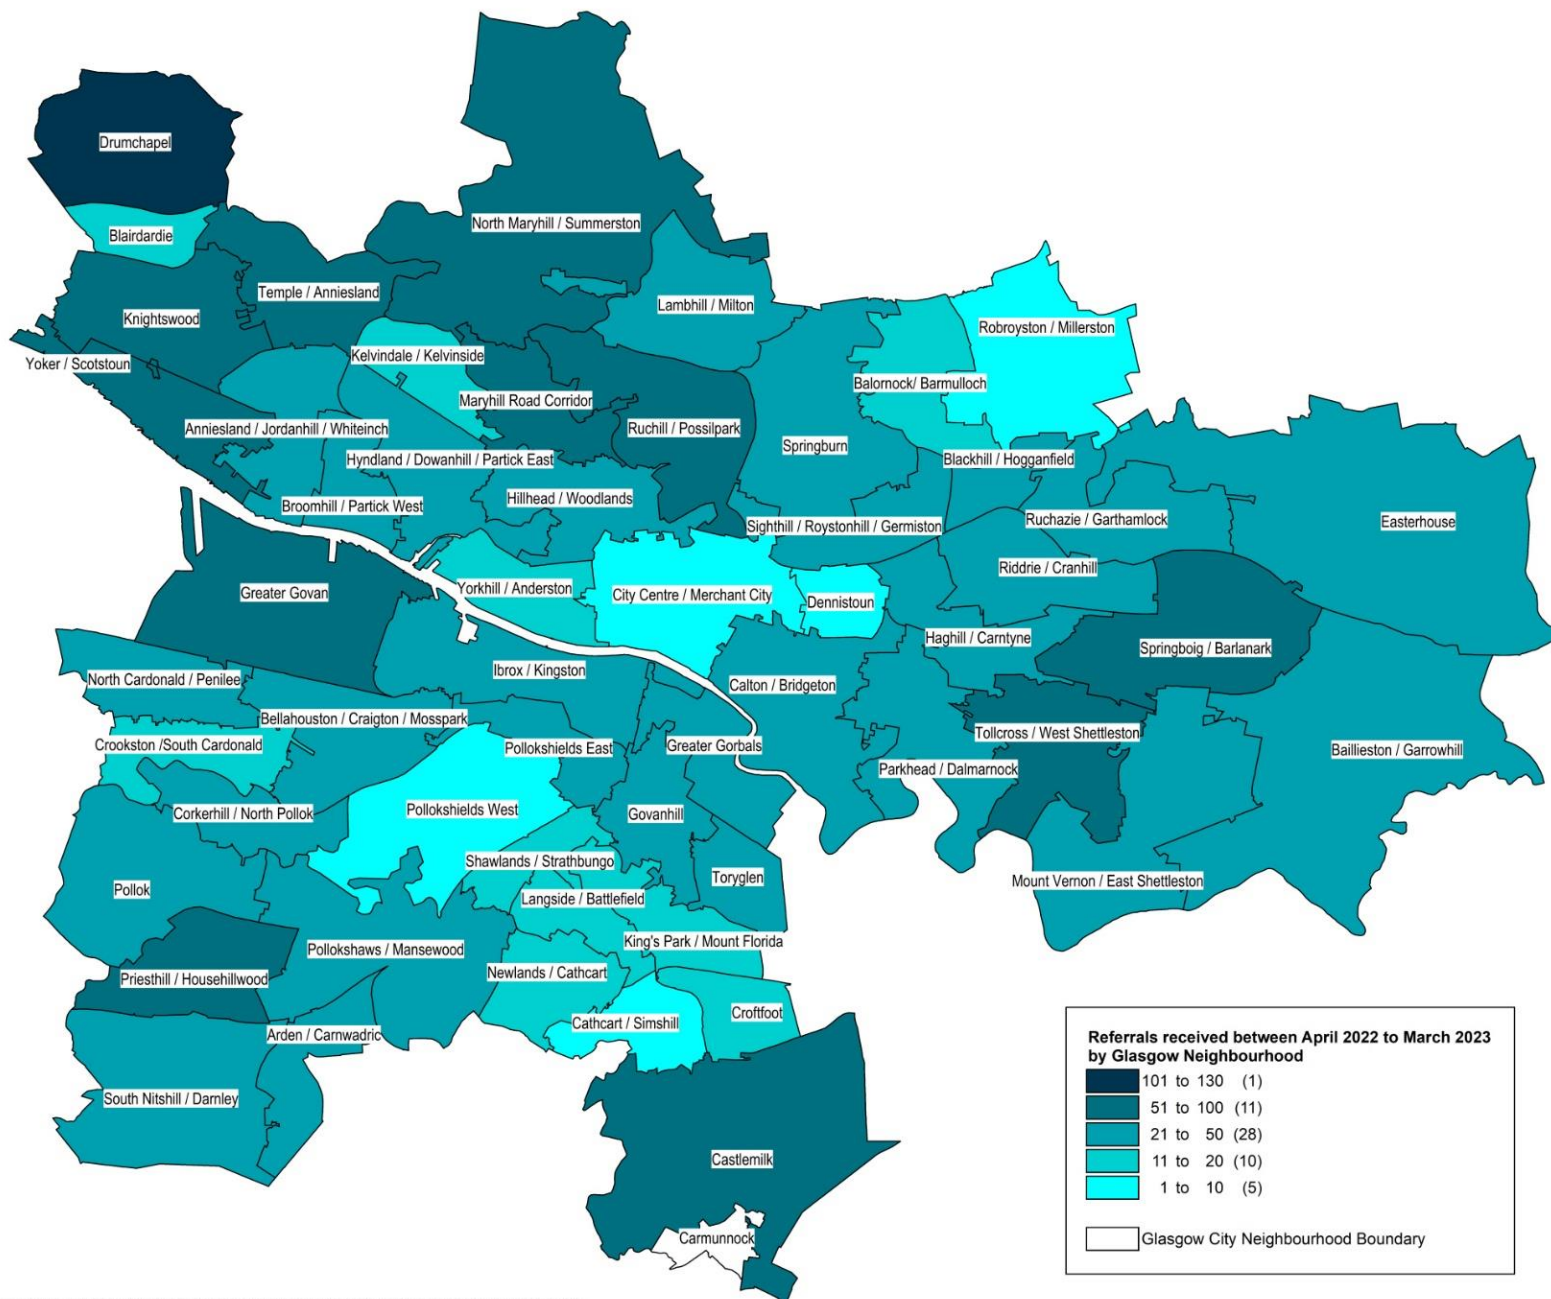 Drumchapel
Blairdardie
North Maryhill / Summerston
Temple / Anniesland
Knightswood
Lambhill / Milton
Robroyston / Millerston
Yoker / Scotstoun
Kelvindale / Kelvinside
Balornock/ Barmulloch
Maryhill Road Corridor
Ruchill / Possilpark
Anniesland / Jordanhill / Whiteinch
Springburn
Hyndland / Dowanhill / Partick East
Blackhill / Hogganfield
Hillhead / Woodlands
Broomhill / Partick West
Sighthill / Roystonhill / Germiston
Ruchazie / Garthamlock
Easterhouse
Riddrie / Cranhill
Yorkhill / Anderston
Greater Govan
City Centre / Merchant City
Dennistoun
Haghill / Carntyne
Springboig / Barlanark
Ibrox / Kingston
North Cardonald / Penilee
Calton / Bridgeton
Bellahouston / Craigton / Mosspark
Tollcross / West Shettleston
Crookston /South Cardonald
Pollokshields East
Greater Gorbals
Baillieston / Garrowhill
Parkhead / Dalmarnock
Corkerhill / North Pollok
Pollokshields West
Govanhill
Shawlands / Strathbungo
Toryglen
Mount Vernon / East Shettleston
Pollok
Langside / Battlefield
King's Park / Mount Florida
Pollokshaws / Mansewood
Newlands / Cathcart
Priesthill / Househillwood
Croftfoot
Cathcart / Simshill
Arden / Carnwadric
South Nitshill / Darnley
Castlemilk
Carmunnock
Referrals received between April 2022 to March 2023
by Glasgow Neighbourhood
101 to 130 (1)
51 to 100 (11)
21 to 50 (28)
11 to 20 (10)
1 to 10 (5)
Glasgow City Neighbourhood Boundary